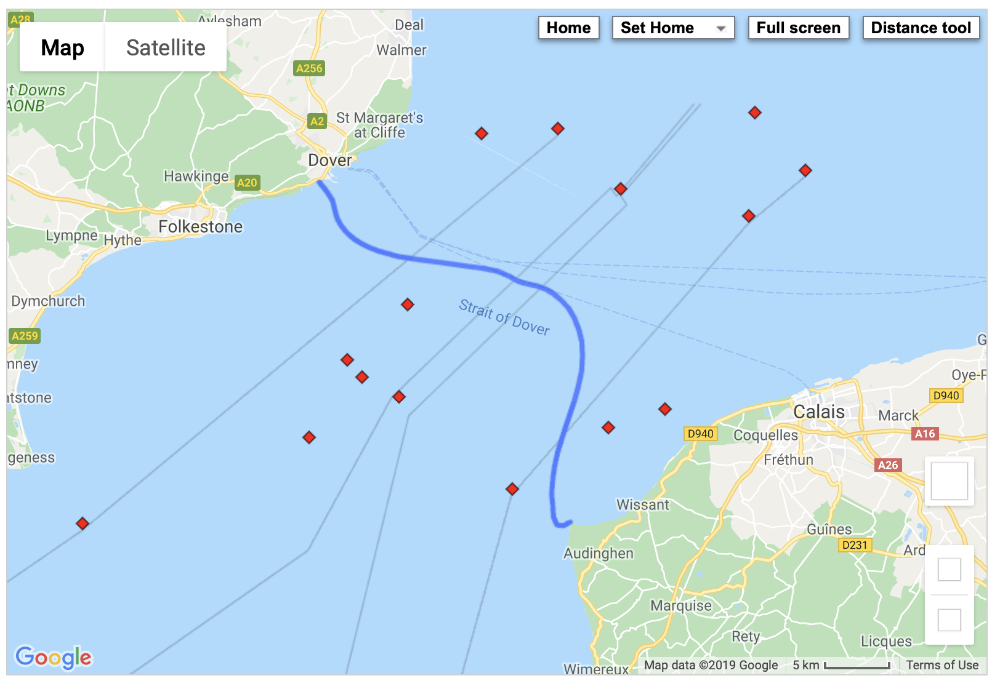 A28
Aylesham
Deal
Home
Set Home
Full screen
Distance tool
Map
Satellite
Walmer
A256
t Downs
AONB
A2
St Margaret's
at Cliffe
Dover
Hawkinge
A20
Folkestone
Lympne
Hythe
Dymchurch
Strait of Dover
A259
mney
G
Oye-P
tstone
D940
Calais
Marck
D940
Coquelles
A16
geness
Fréthun
A26
Wissant
Guînes
D231
Ard
Audinghen
Marquise
Rety
Licques
Google
Wimereux
Map data ©2019 Google
5 km
Terms of Use